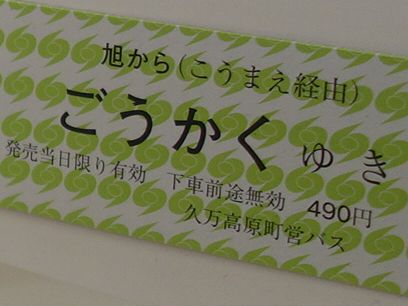 旭から(こうまえ経由)
ごうかくゆき
発売当日限り有効 下車前途無効 490円
久万高原町営バス